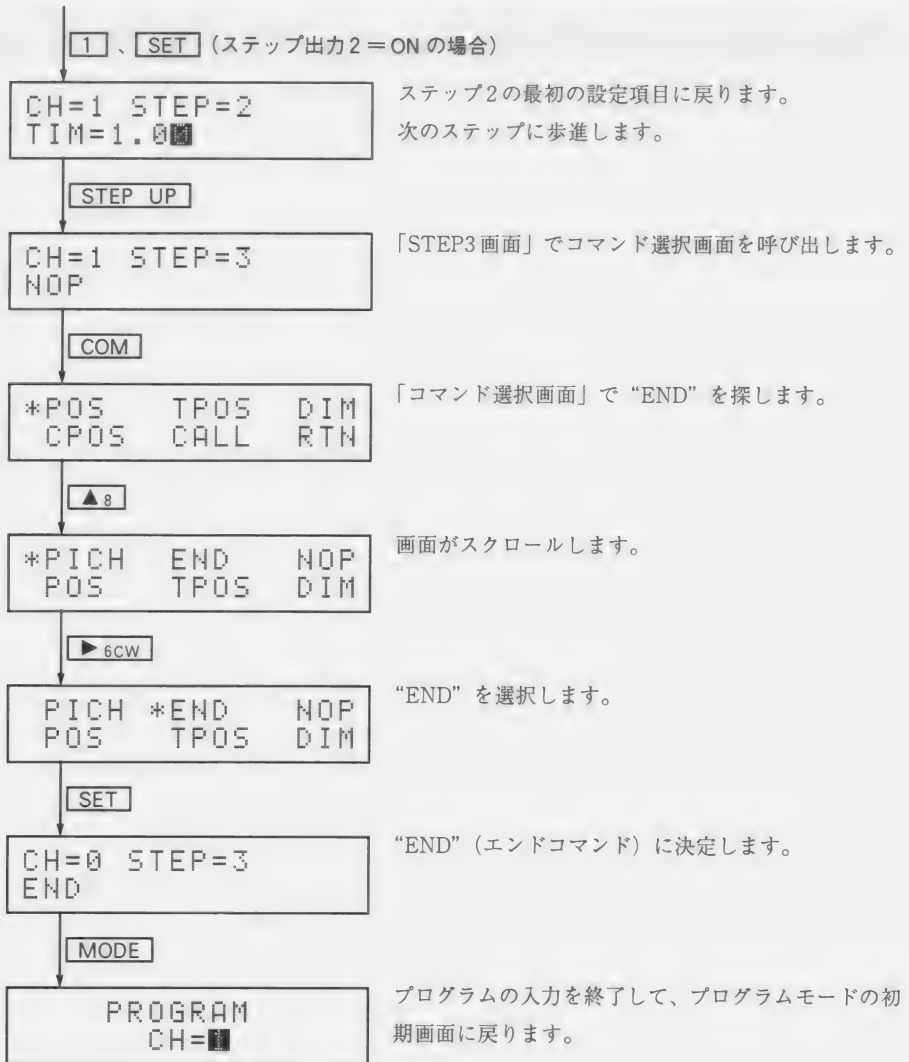 1 、 SET (ステップ出力2＝ONの場合)
CH=1 STEP=2
TIM=1.0
ステップ2の最初の設定項目に戻ります。
次のステップに歩進します。
STEP UP
CH=1 STEP=3
NOP
「STEP3画面」でコマンド選択画面を呼び出します。
COM
*POS TPOS DIM
CPOS CALL RTN
「コマンド選択画面」で “END” を探します。
▲8
*PICH END NOP
POS TPOS DIM
画面がスクロールします。
▶6CW
PICH *END NOP
POS TPOS DIM
“END” を選択します。
SET
CH=0 STEP=3
END
“END”（エンドコマンド）に決定します。
MODE
PROGRAM
CH=
プログラムの入力を終了して、プログラムモードの初
期画面に戻ります。